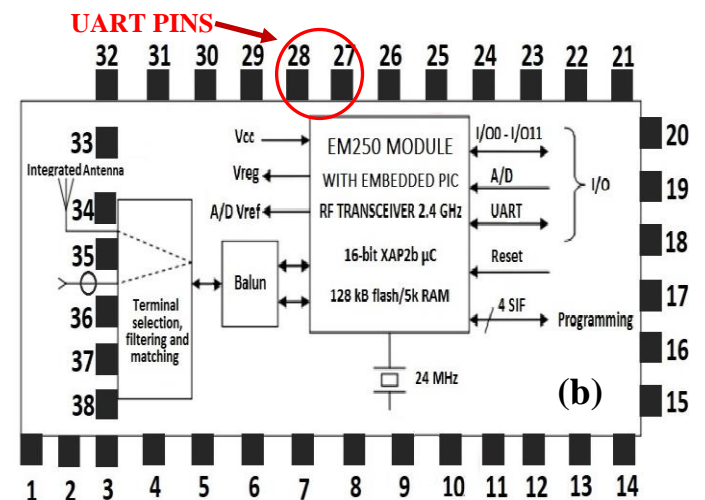 UART PINS
32 31 30 29 28 27 26 25 24 23 22 21
33
Integrated Antenna
34
35
36
37
38
Terminal
selection,
filtering and
matching
Balun
Vcc
Vreg
A/D Vref
EM250 MODULE
WITH EMBEDDED PIC
RF TRANSCEIVER 2.4 GHz
16-bit XAP2b µC
128 kB flash/5k RAM
24 MHz
I/O0 - I/O11
A/D
UART
I/O
Reset
4 SIF
Programming
(b)
20
19
18
17
16
15
1 2 3 4 5 6 7 8 9 10 11 12 13 14